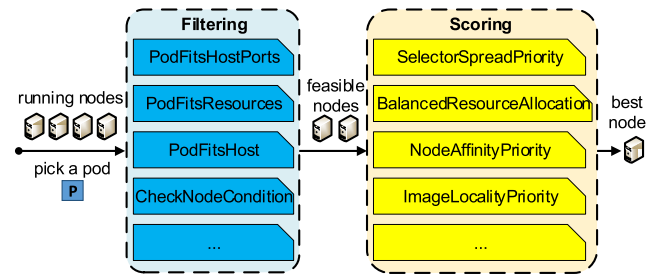 Filtering
Scoring
running nodes
pick a pod
P
PodFitsHostPorts
PodFitsResources
PodFitsHost
CheckNodeCondition
...
feasible
nodes
SelectorSpreadPriority
BalancedResourceAllocation
NodeAffinityPriority
ImageLocalityPriority
...
best
node